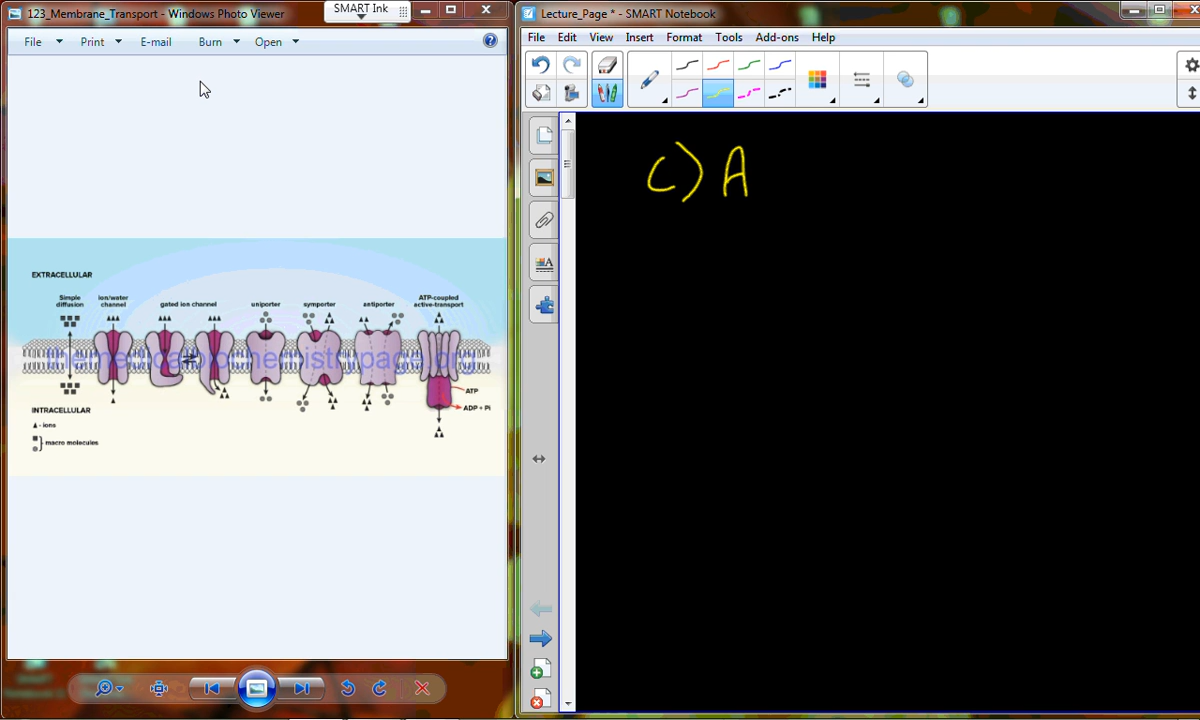 123_Membrane_Transport - Windows Photo Viewer
SMART Ink
File Print E-mail Burn Open
EXTRACELLULAR
Simple diffusion
ion/water channel
gated ion channel
uniporter
symporter
antiporter
ATP-coupled active-transport
themedicalbiochemistrypage.org
ATP
ADP + Pi
INTRACELLULAR
- ions
macro molecules
Lecture_Page * - SMART Notebook
File Edit View Insert Format Tools Add-ons Help
C) A